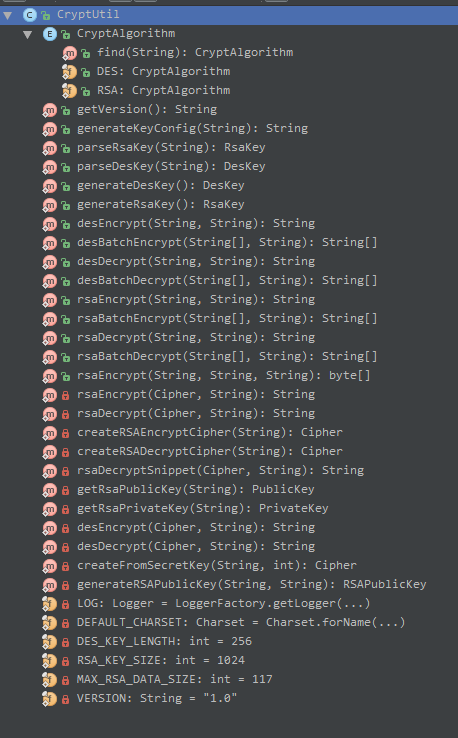 CryptUtil
CryptAlgorithm
find(String): CryptAlgorithm
DES: CryptAlgorithm
RSA: CryptAlgorithm
getVersion(): String
generateKeyConfig(String): String
parseRsaKey(String): RsaKey
parseDesKey(String): DesKey
generateDesKey(): DesKey
generateRsaKey(): RsaKey
desEncrypt(String, String): String
desBatchEncrypt(String[], String): String[]
desDecrypt(String, String): String
desBatchDecrypt(String[], String): String[]
rsaEncrypt(String, String): String
rsaBatchEncrypt(String[], String): String[]
rsaDecrypt(String, String): String
rsaBatchDecrypt(String[], String): String[]
rsaEncrypt(String, String, String): byte[]
rsaEncrypt(Cipher, String): String
rsaDecrypt(Cipher, String): String
createRSAEncryptCipher(String): Cipher
createRSADecryptCipher(String): Cipher
rsaDecryptSnippet(Cipher, String): String
getRsaPublicKey(String): PublicKey
getRsaPrivateKey(String): PrivateKey
desEncrypt(Cipher, String): String
desDecrypt(Cipher, String): String
createFromSecretKey(String, int): Cipher
generateRSAPublicKey(String, String): RSAPublicKey
LOG: Logger = LoggerFactory.getLogger(...)
DEFAULT_CHARSET: Charset = Charset.forName(...)
DES_KEY_LENGTH: int = 256
RSA_KEY_SIZE: int = 1024
MAX_RSA_DATA_SIZE: int = 117
VERSION: String = "1.0"